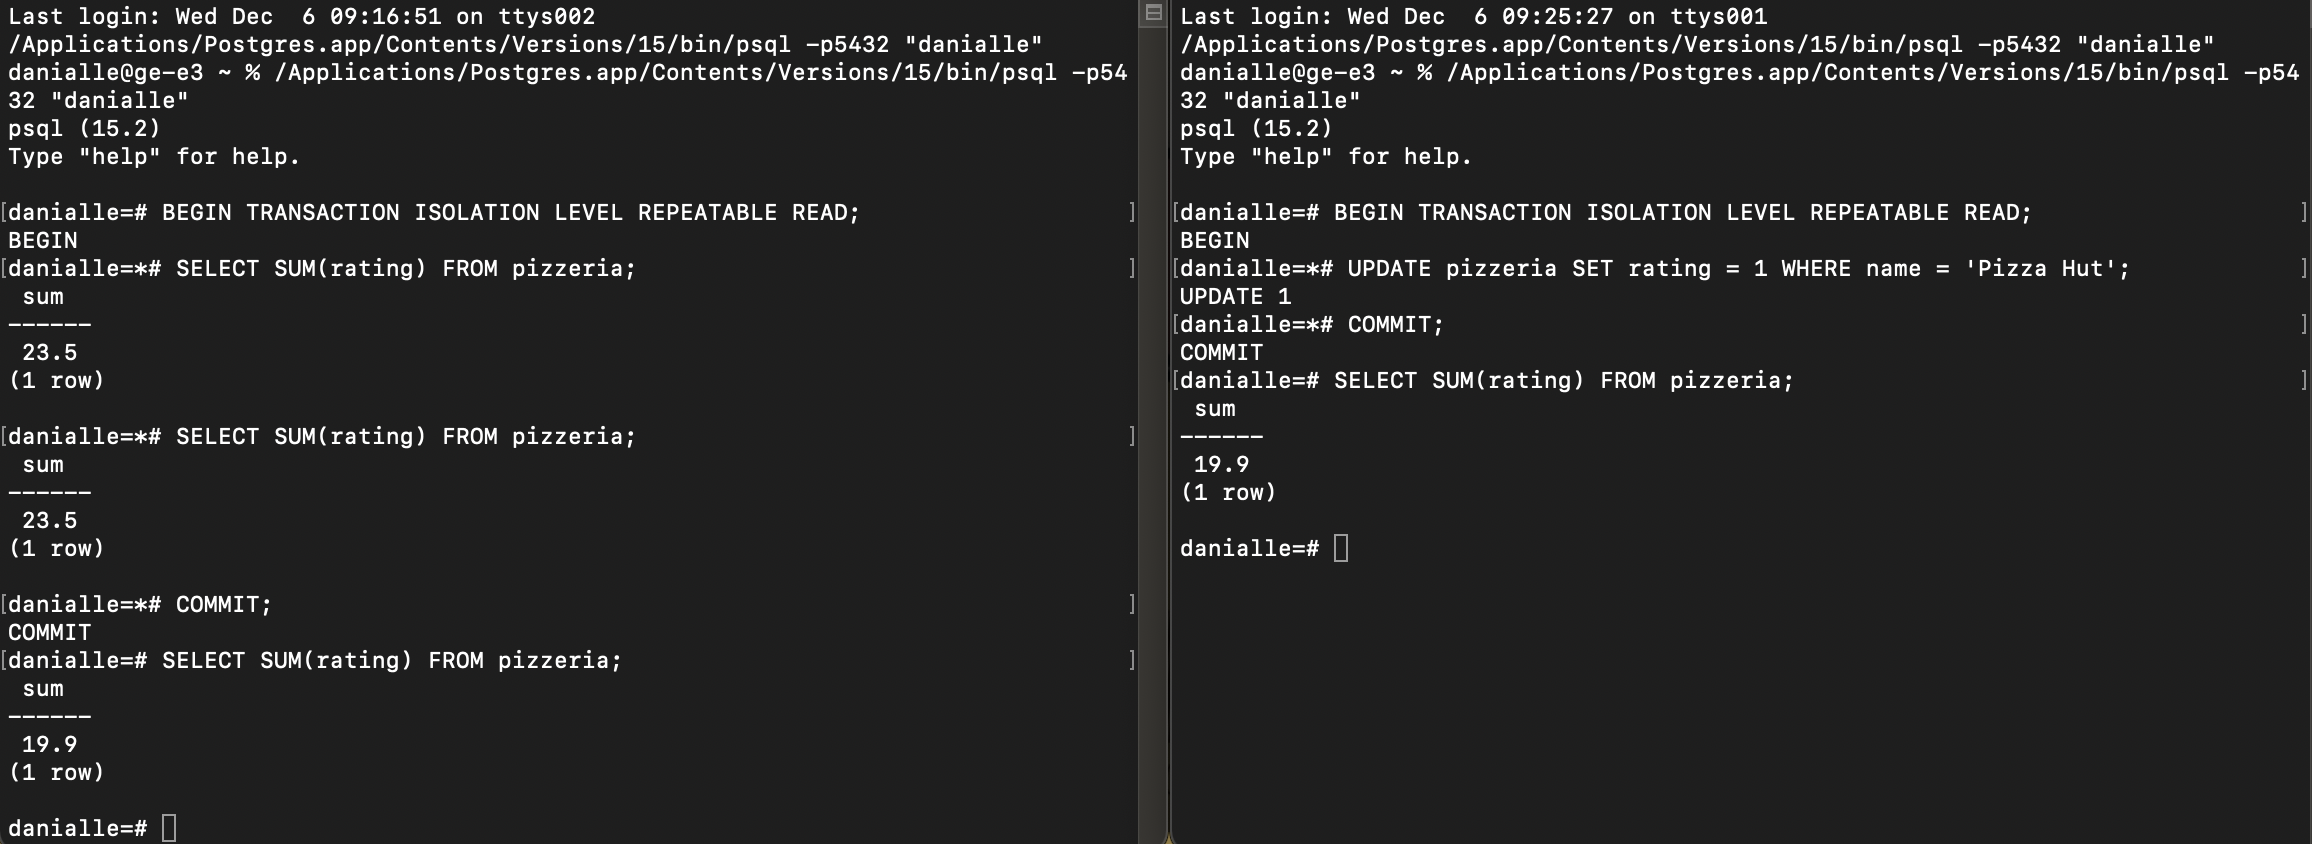 Last login: Wed Dec  6 09:16:51 on ttys002
/Applications/Postgres.app/Contents/Versions/15/bin/psql -p5432 "danialle"
danialle@ge-e3 ~ % /Applications/Postgres.app/Contents/Versions/15/bin/psql -p54
32 "danialle"
psql (15.2)
Type "help" for help.

[danialle=# BEGIN TRANSACTION ISOLATION LEVEL REPEATABLE READ; ]
BEGIN
[danialle=*# SELECT SUM(rating) FROM pizzeria; ]
 sum
------
 23.5
(1 row)

[danialle=*# SELECT SUM(rating) FROM pizzeria; ]
 sum
------
 23.5
(1 row)

[danialle=*# COMMIT; ]
COMMIT
[danialle=# SELECT SUM(rating) FROM pizzeria; ]
 sum
------
 19.9
(1 row)

danialle=#
Last login: Wed Dec  6 09:25:27 on ttys001
/Applications/Postgres.app/Contents/Versions/15/bin/psql -p5432 "danialle"
danialle@ge-e3 ~ % /Applications/Postgres.app/Contents/Versions/15/bin/psql -p54
32 "danialle"
psql (15.2)
Type "help" for help.

[danialle=# BEGIN TRANSACTION ISOLATION LEVEL REPEATABLE READ; ]
BEGIN
[danialle=*# UPDATE pizzeria SET rating = 1 WHERE name = 'Pizza Hut'; ]
UPDATE 1
[danialle=*# COMMIT; ]
COMMIT
[danialle=# SELECT SUM(rating) FROM pizzeria; ]
 sum
------
 19.9
(1 row)

danialle=#